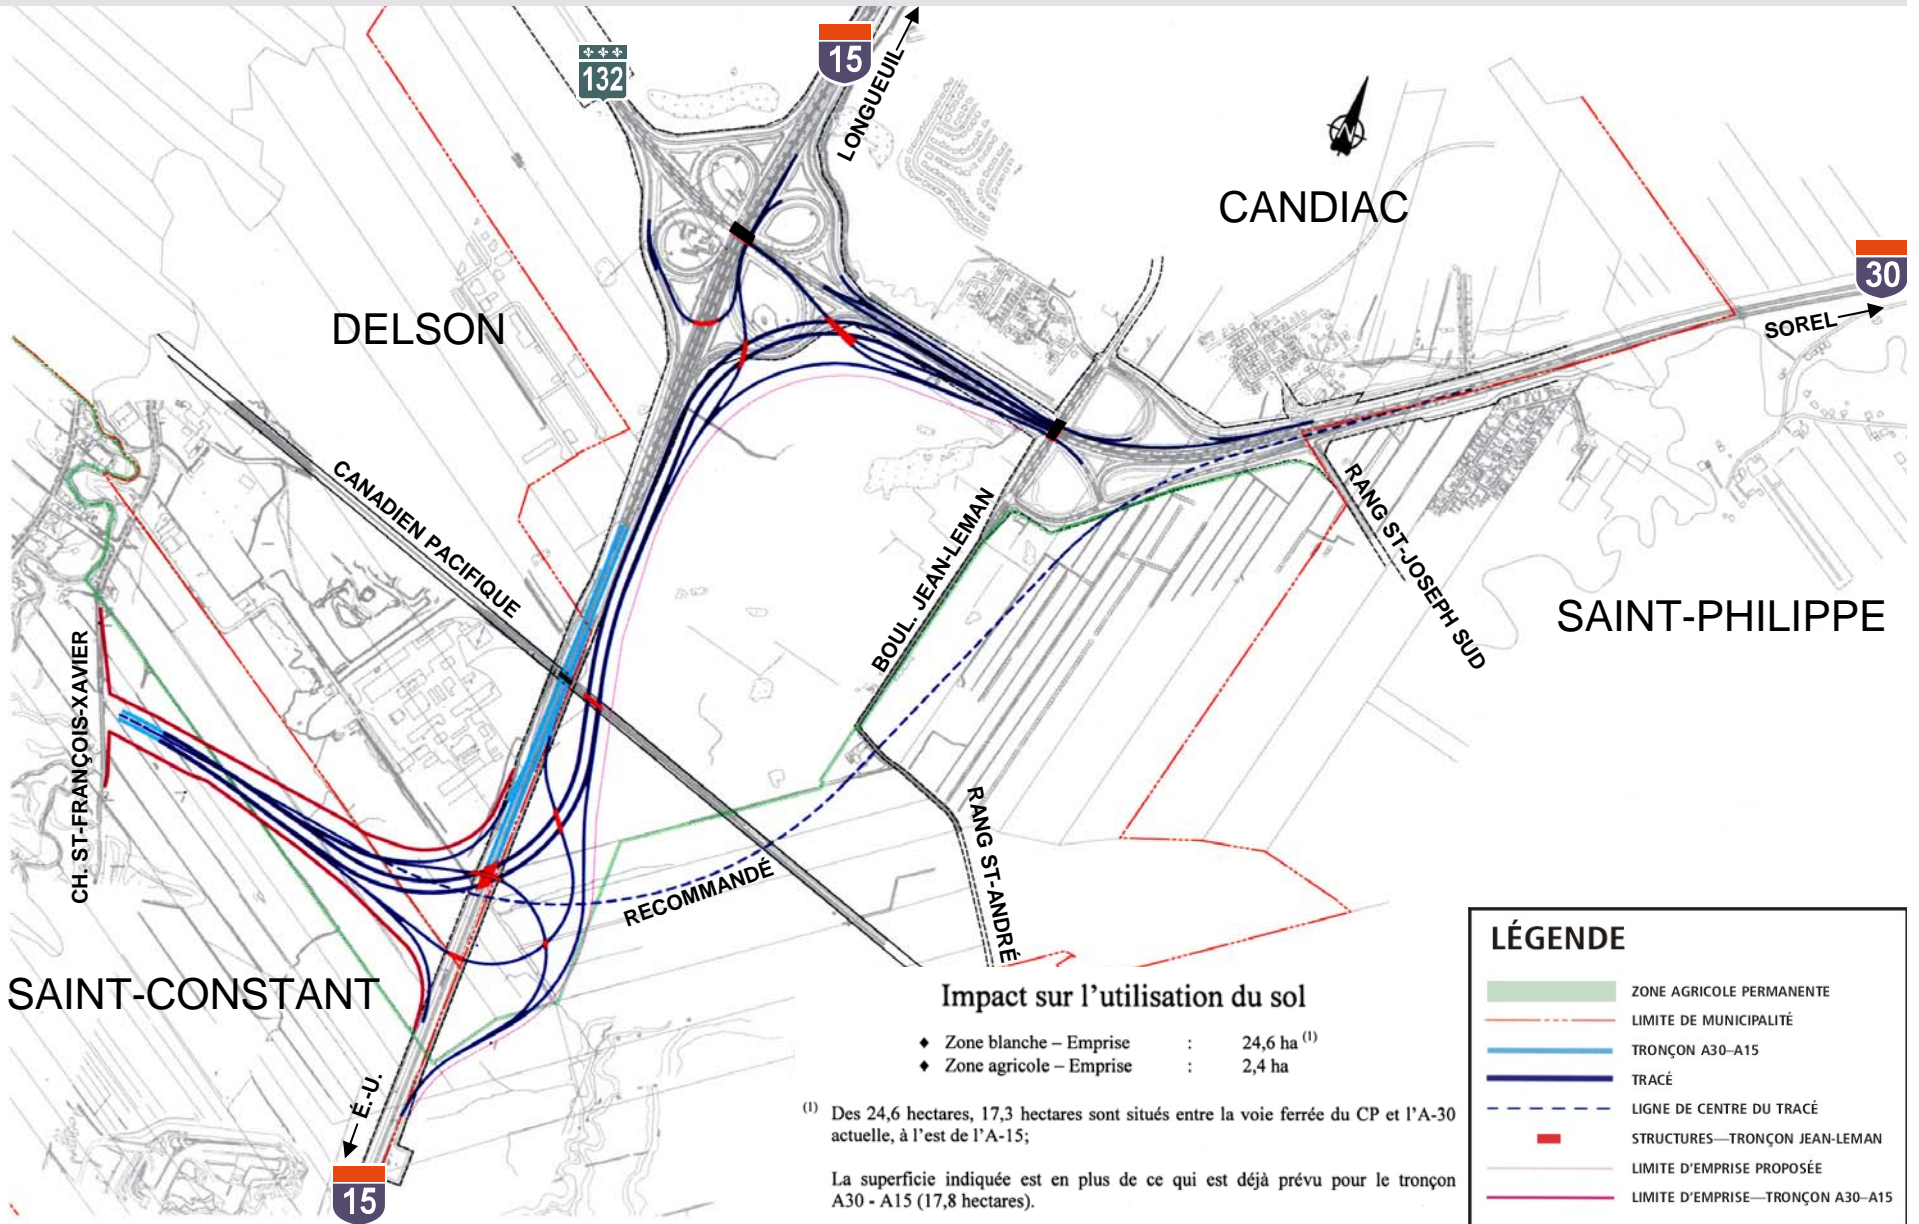 15
132
LONGUEUIL
CANDIAC
30
SOREL
DELSON
CANADIEN PACIFIQUE
BOUL. JEAN-LEMAN
RANG ST-JOSEPH SUD
SAINT-PHILIPPE
CH. ST-FRANÇOIS-XAVIER
RANG ST-ANDRÉ
RECOMMANDÉ
SAINT-CONSTANT
É.-U.
15
Impact sur l'utilisation du sol
♦ Zone blanche – Emprise : 24,6 ha (1)
♦ Zone agricole – Emprise : 2,4 ha
(1) Des 24,6 hectares, 17,3 hectares sont situés entre la voie ferrée du CP et l'A-30
actuelle, à l'est de l'A-15;
La superficie indiquée est en plus de ce qui est déjà prévu pour le tronçon
A30 - A15 (17,8 hectares).
LÉGENDE
ZONE AGRICOLE PERMANENTE
LIMITE DE MUNICIPALITÉ
TRONÇON A30–A15
TRACÉ
LIGNE DE CENTRE DU TRACÉ
STRUCTURES—TRONÇON JEAN-LEMAN
LIMITE D'EMPRISE PROPOSÉE
LIMITE D'EMPRISE—TRONÇON A30–A15